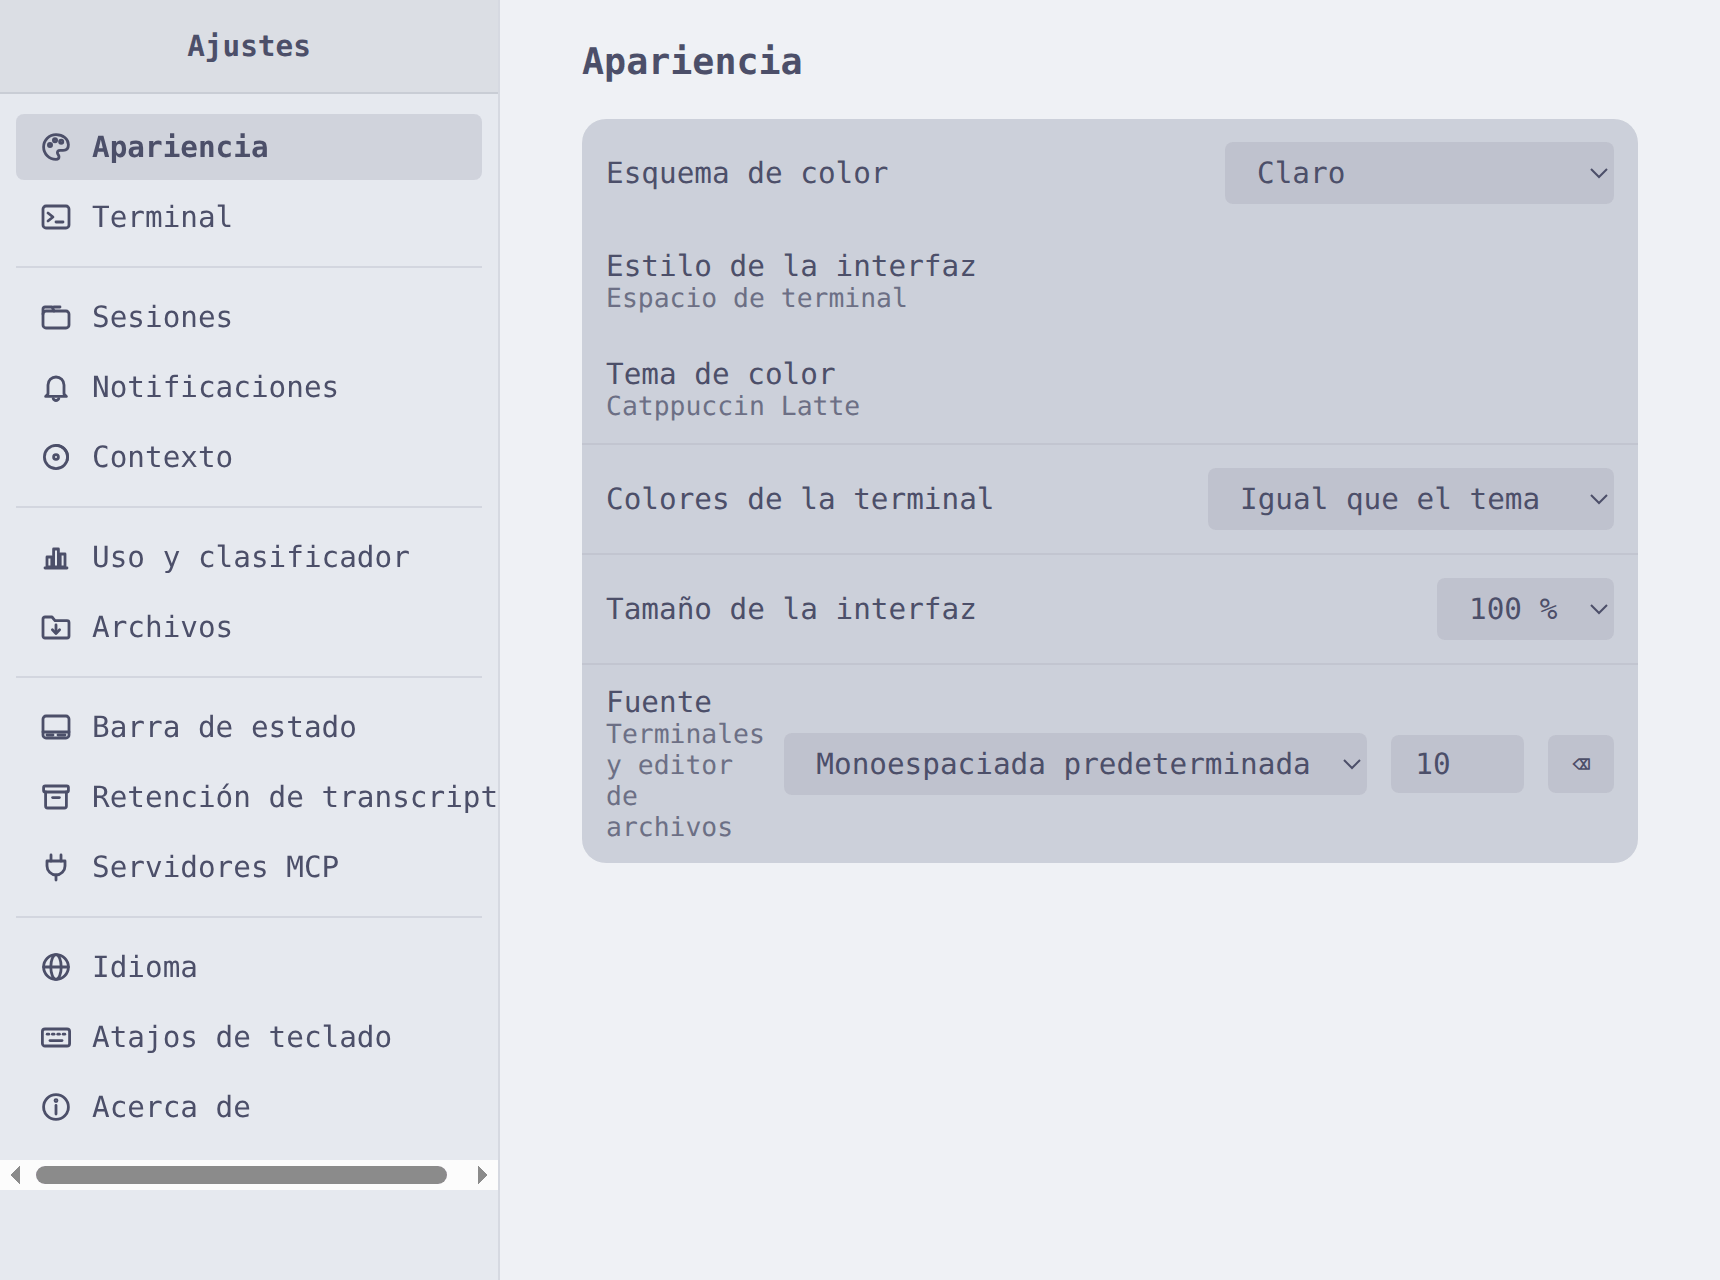 Ajustes
Apariencia
Terminal
Sesiones
Notificaciones
Contexto
Uso y clasificador
Archivos
Barra de estado
Retención de transcript
Servidores MCP
Idioma
Atajos de teclado
Acerca de
Apariencia
Esquema de color
Claro
Estilo de la interfaz
Espacio de terminal
Tema de color
Catppuccin Latte
Colores de la terminal
Igual que el tema
Tamaño de la interfaz
100 %
Fuente
Terminales
y editor
de
archivos
Monoespaciada predeterminada
10
⌫